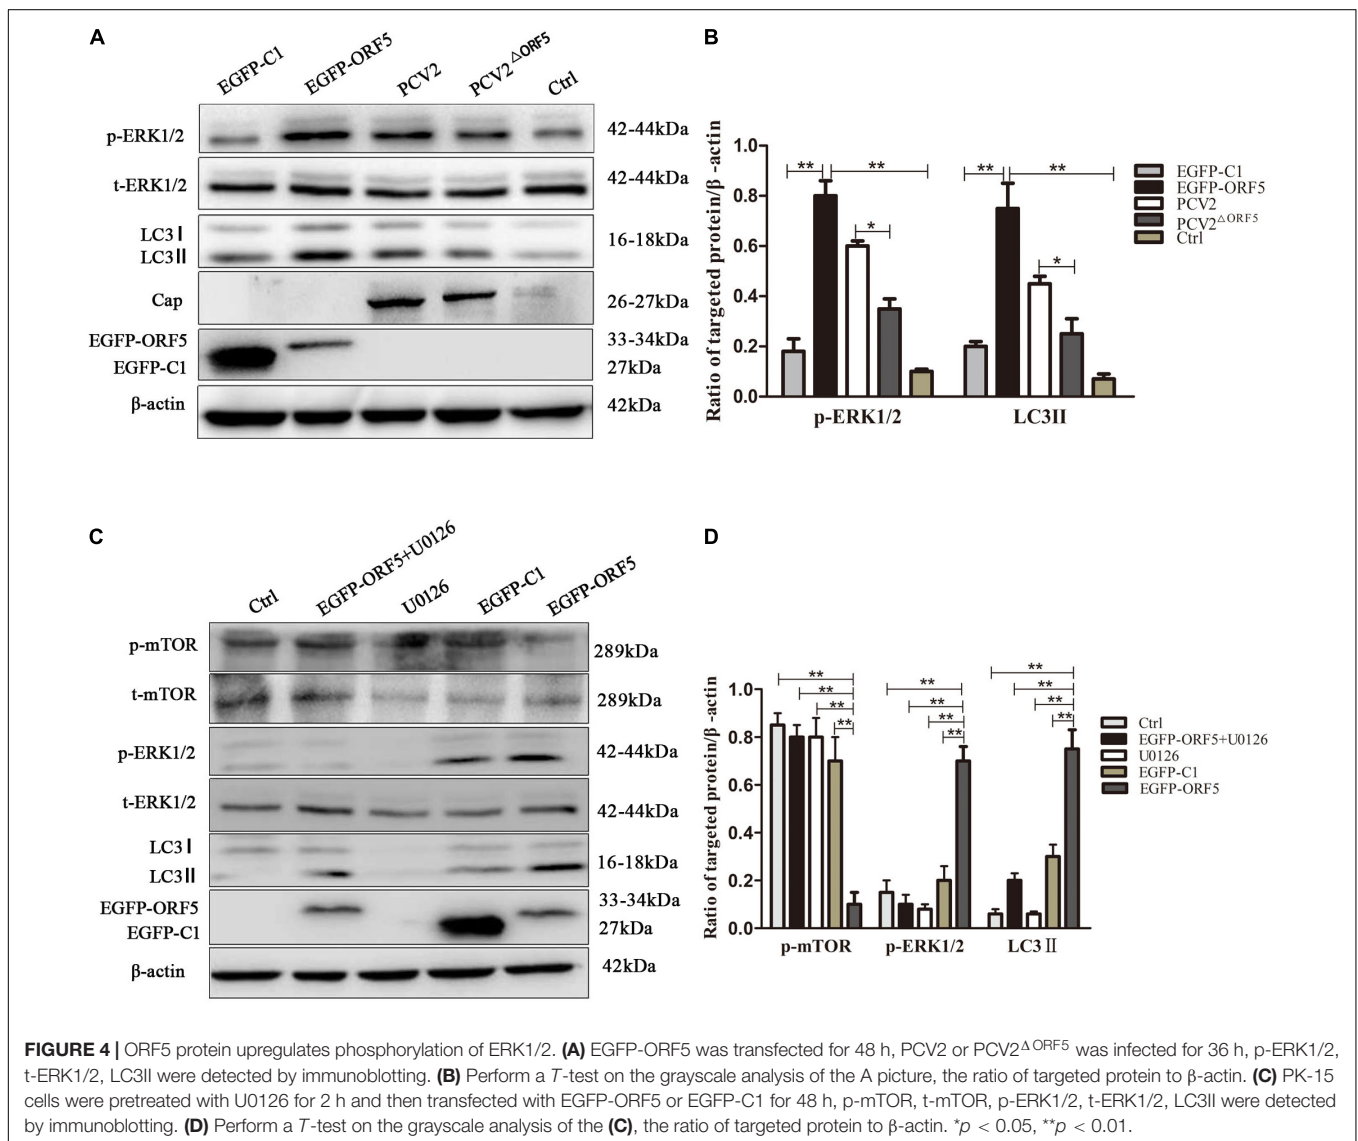 A
EGFP-C1
EGFP-ORF5
PCV2
PCV2△ORF5
Ctrl
p-ERK1/2
42-44kDa
t-ERK1/2
42-44kDa
LC3Ⅰ
LC3Ⅱ
16-18kDa
Cap
26-27kDa
EGFP-ORF5
33-34kDa
EGFP-C1
27kDa
β-actin
42kDa
B
Ratio of targeted protein/β -actin
1.0
0.8
0.6
0.4
0.2
0.0
** **
*
** **
*
p-ERK1/2
LC3II
EGFP-C1
EGFP-ORF5
PCV2
PCV2△ORF5
Ctrl
C
Ctrl
EGFP-ORF5+U0126
U0126
EGFP-C1
EGFP-ORF5
p-mTOR
289kDa
t-mTOR
289kDa
p-ERK1/2
42-44kDa
t-ERK1/2
42-44kDa
LC3Ⅰ
LC3Ⅱ
16-18kDa
EGFP-ORF5
33-34kDa
EGFP-C1
27kDa
β-actin
42kDa
D
Ratio of targeted protein/β -actin
1.0
0.8
0.6
0.4
0.2
0.0
**
**
**
**
**
**
**
**
**
**
**
**
p-mTOR
p-ERK1/2
LC3Ⅱ
Ctrl
EGFP-ORF5+U0126
U0126
EGFP-C1
EGFP-ORF5
FIGURE 4 | ORF5 protein upregulates phosphorylation of ERK1/2. (A) EGFP-ORF5 was transfected for 48 h, PCV2 or PCV2ΔORF5 was infected for 36 h, p-ERK1/2,
t-ERK1/2, LC3II were detected by immunoblotting. (B) Perform a T-test on the grayscale analysis of the A picture, the ratio of targeted protein to β-actin. (C) PK-15
cells were pretreated with U0126 for 2 h and then transfected with EGFP-ORF5 or EGFP-C1 for 48 h, p-mTOR, t-mTOR, p-ERK1/2, t-ERK1/2, LC3II were detected
by immunoblotting. (D) Perform a T-test on the grayscale analysis of the (C), the ratio of targeted protein to β-actin. *p < 0.05, **p < 0.01.